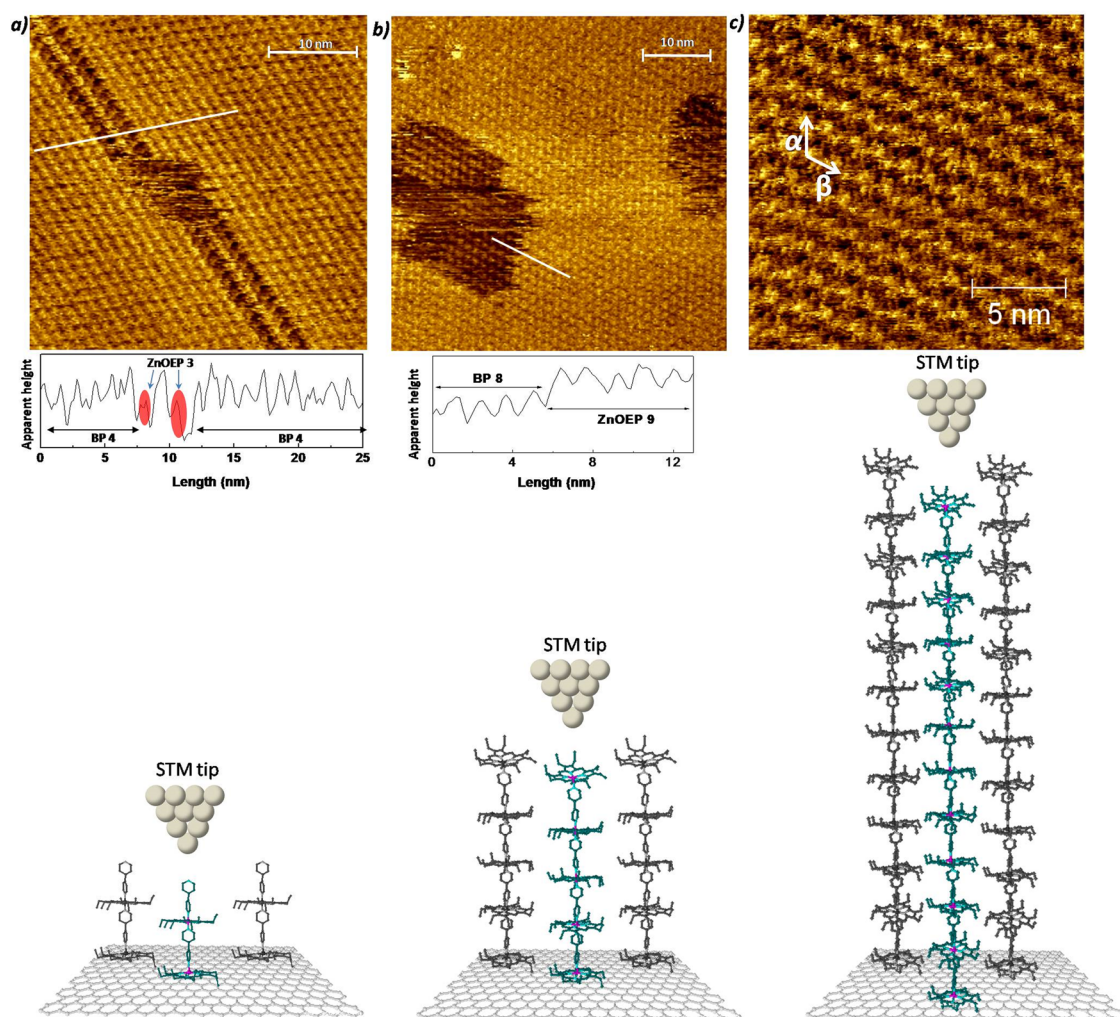 a)
10 nm
b)
10 nm
c)
α
β
5 nm
Apparent height
ZnOEP 3
BP 4
BP 4
0 5 10 15 20 25
Length (nm)
Apparent height
BP 8
ZnOEP 9
0 4 8 12
Length (nm)
STM tip
STM tip
STM tip